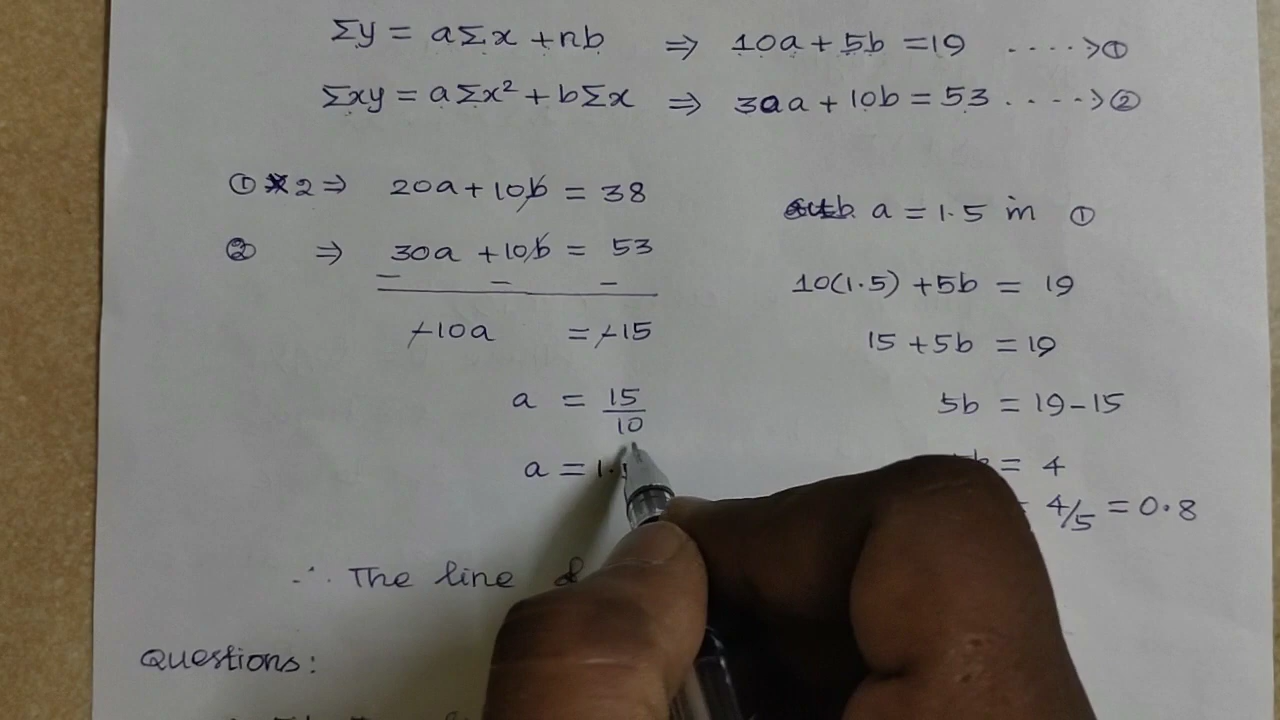 Σy = aΣx + nb ⇒ 10a + 5b = 19 ····>①
Σxy = aΣx² + bΣx ⇒ 30a + 10b = 53 ····>②
①×2 ⇒ 20a + 10b = 38
② ⇒ 30a + 10b = 53
− − −
-10a = -15
a = 15/10
a = 1.
sub. a = 1.5 in ①
10(1.5) + 5b = 19
15 + 5b = 19
5b = 19 - 15
b = 4
= 4/5 = 0.8
∴ The line
Questions: